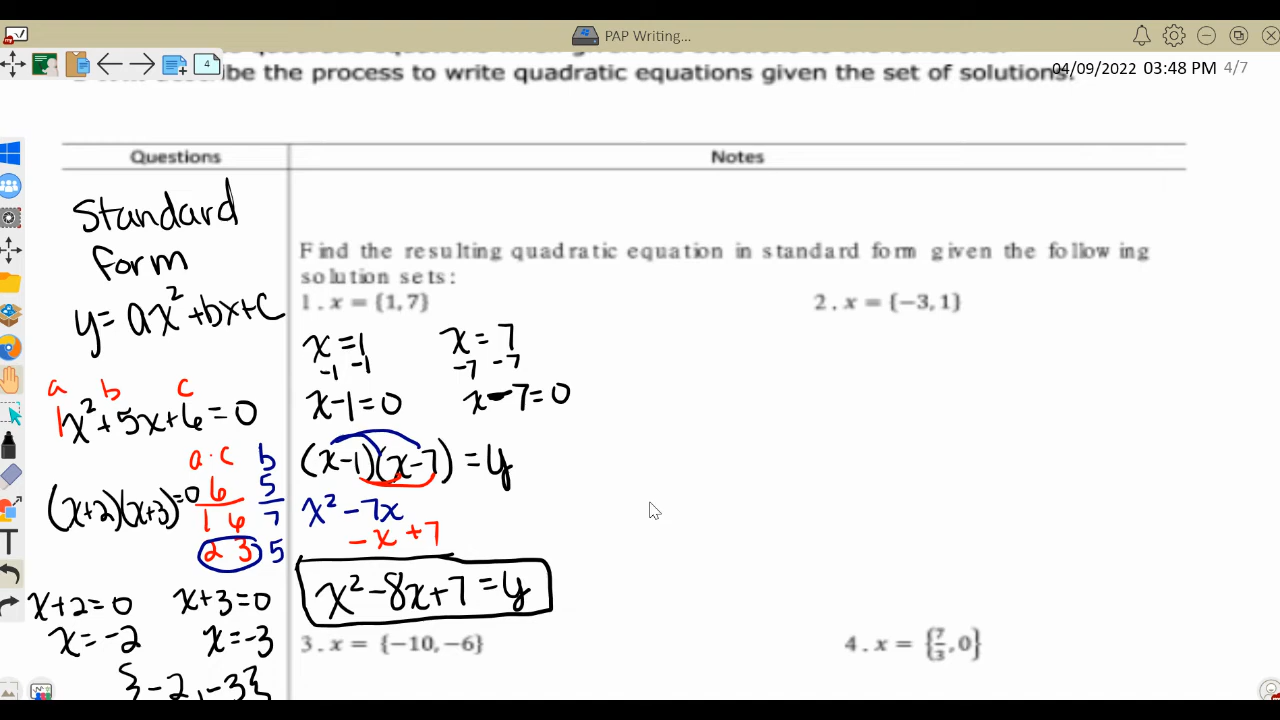 PAP Writing...
04/09/2022 03:48 PM 4/7
4
be the process to write quadratic equations given the set of solutions.
Questions
Notes
Standard
form
y = ax² + bx + c
a b c
1x² + 5x + 6 = 0
a · c b
6 5
1 6 7
2 3 5
(x+2)(x+3)=0
x+2=0 x+3=0
x=-2 x=-3
{-2, -3}
Find the resulting quadratic equation in standard form given the following
solution sets:
1. x = {1, 7}
x = 1 x = 7
-1 -1 -7 -7
x-1=0 x-7=0
(x-1)(x-7) = y
x² - 7x
- x + 7
x² - 8x + 7 = y
2. x = {−3, 1}
3. x = {−10, −6}
4. x = {7/3, 0}